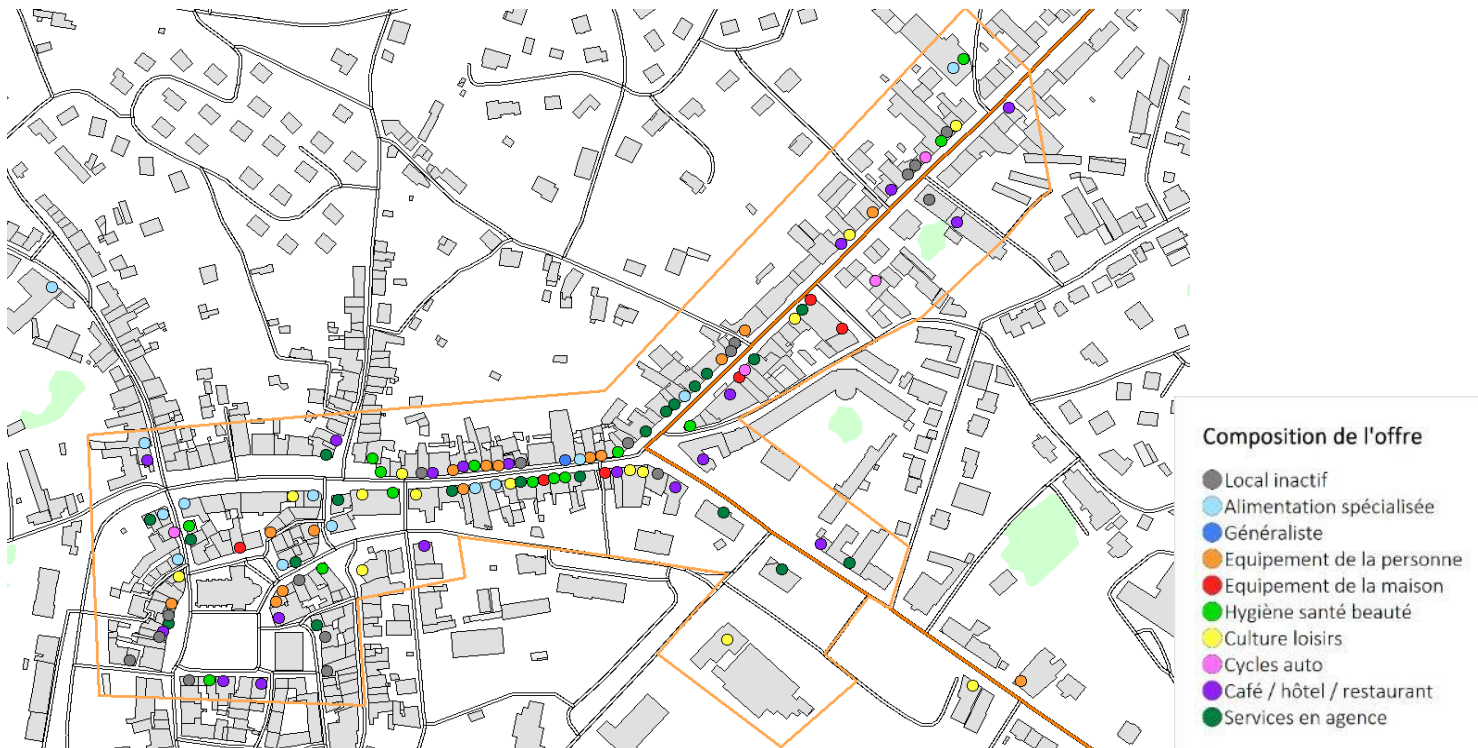 Composition de l'offre
Local inactif
Alimentation spécialisée
Généraliste
Equipement de la personne
Equipement de la maison
Hygiène santé beauté
Culture loisirs
Cycles auto
Café / hôtel / restaurant
Services en agence